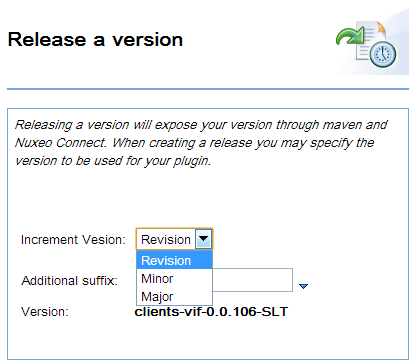 Release a version
Releasing a version will expose your version through maven and
Nuxeo Connect. When creating a release you may specify the
version to be used for your plugin.
Increment Vesion: Revision
Revision
Minor
Major
Additional suffix:
Version: clients-vif-0.0.106-SLT